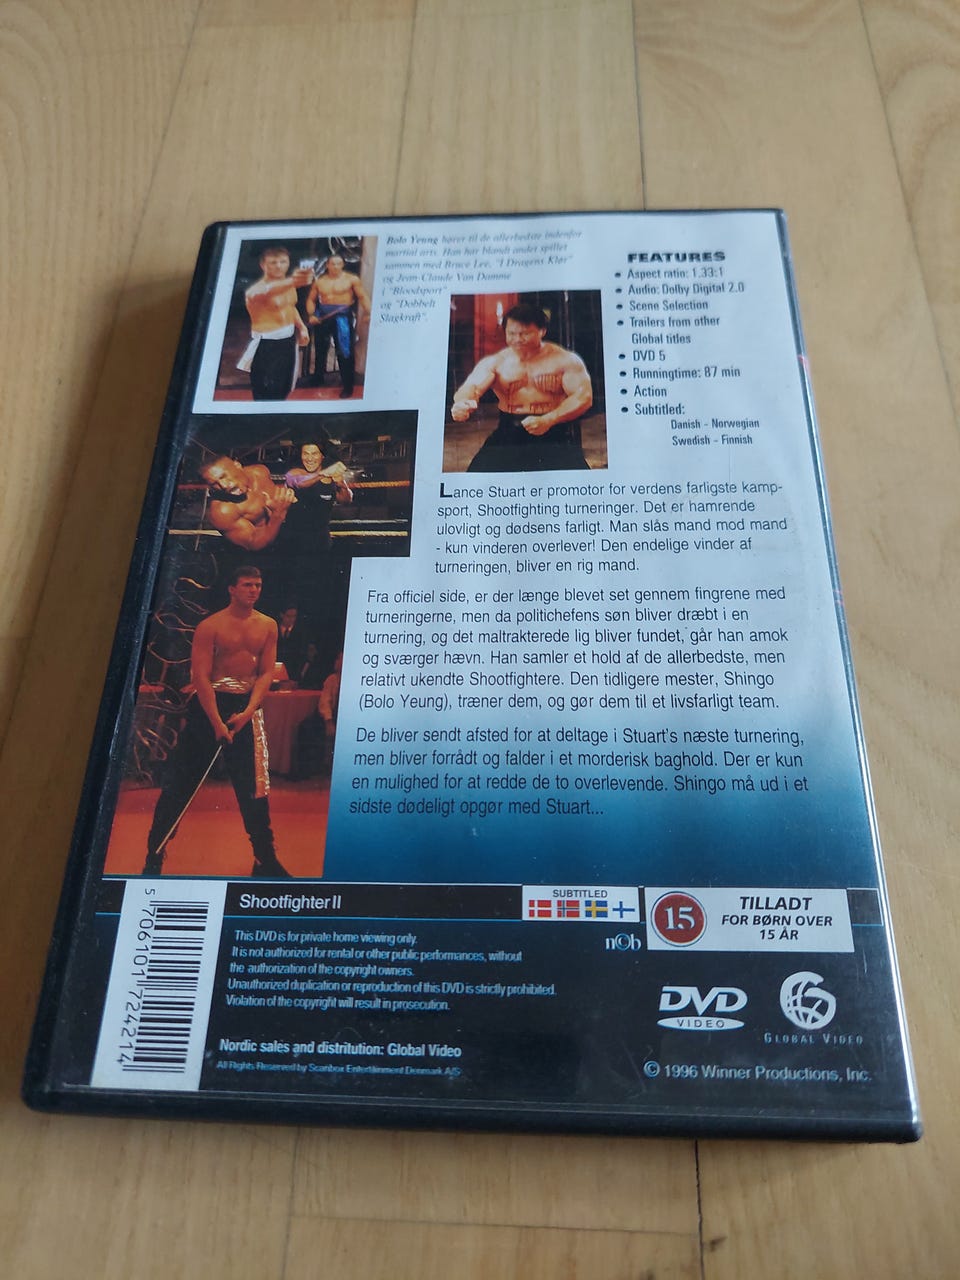 Bolo Yeung hører til de allerbedste indenfor
martial arts. Han har blandt andet spillet
sammen med Bruce Lee, "I Dragens Klør"
og Jean-Claude Van Damme
i "Bloodsport"
og "Dobbelt
Slagkraft".
FEATURES
• Aspect ratio: 1.33:1
• Audio: Dolby Digital 2.0
• Scene Selection
• Trailers from other
Global titles
• DVD 5
• Runningtime: 87 min
• Action
• Subtitled:
Danish - Norwegian
Swedish - Finnish
Lance Stuart er promotor for verdens farligste kamp-
sport, Shootfighting turneringer. Det er hamrende
ulovligt og dødsens farligt. Man slås mand mod mand
- kun vinderen overlever! Den endelige vinder af
turneringen, bliver en rig mand.
Fra officiel side, er der længe blevet set gennem fingrene med
turneringerne, men da politichefens søn bliver dræbt i en
turnering, og det maltrakterede lig bliver fundet, går han amok
og sværger hævn. Han samler et hold af de allerbedste, men
relativt ukendte Shootfightere. Den tidligere mester, Shingo
(Bolo Yeung), træner dem, og gør dem til et livsfarligt team.
De bliver sendt afsted for at deltage i Stuart's næste turnering,
men bliver forrådt og falder i et morderisk baghold. Der er kun
en mulighed for at redde de to overlevende. Shingo må ud i et
sidste dødeligt opgør med Stuart...
5 706101 724214
Shootfighter II
SUBTITLED
15
TILLADT
FOR BØRN OVER
15 ÅR
This DVD is for private home viewing only.
It is not authorized for rental or other public performances, without
the authorization of the copyright owners.
Unauthorized duplication or reproduction of this DVD is strictly prohibited.
Violation of the copyright will result in prosecution.
n©b
Nordic sales and distritution: Global Video
All Rights Reserved by Scanbox Entertainment Denmark A/S
DVD
VIDEO
GLOBAL VIDEO
© 1996 Winner Productions, Inc.